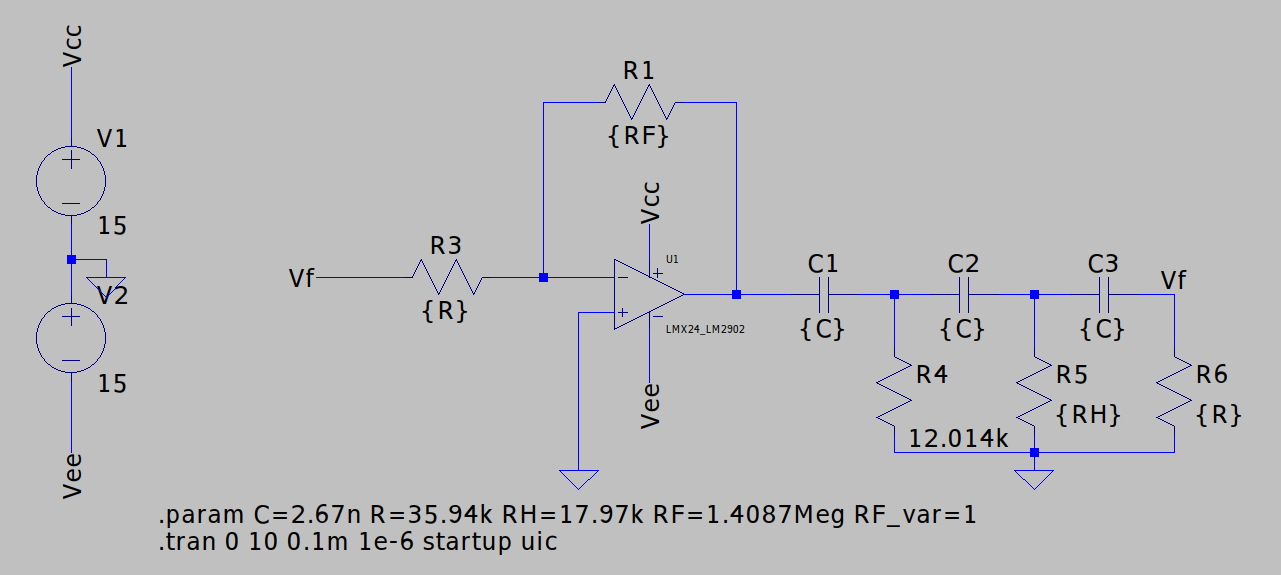 Vcc
V1
15
V2
15
Vee
R1
{RF}
Vcc
R3
Vf
{R}
U1
LMX24_LM2902
Vee
C1
{C}
C2
{C}
C3
{C}
Vf
R4
12.014k
R5
{RH}
R6
{R}
.param C=2.67n R=35.94k RH=17.97k RF=1.4087Meg RF_var=1
.tran 0 10 0.1m 1e-6 startup uic